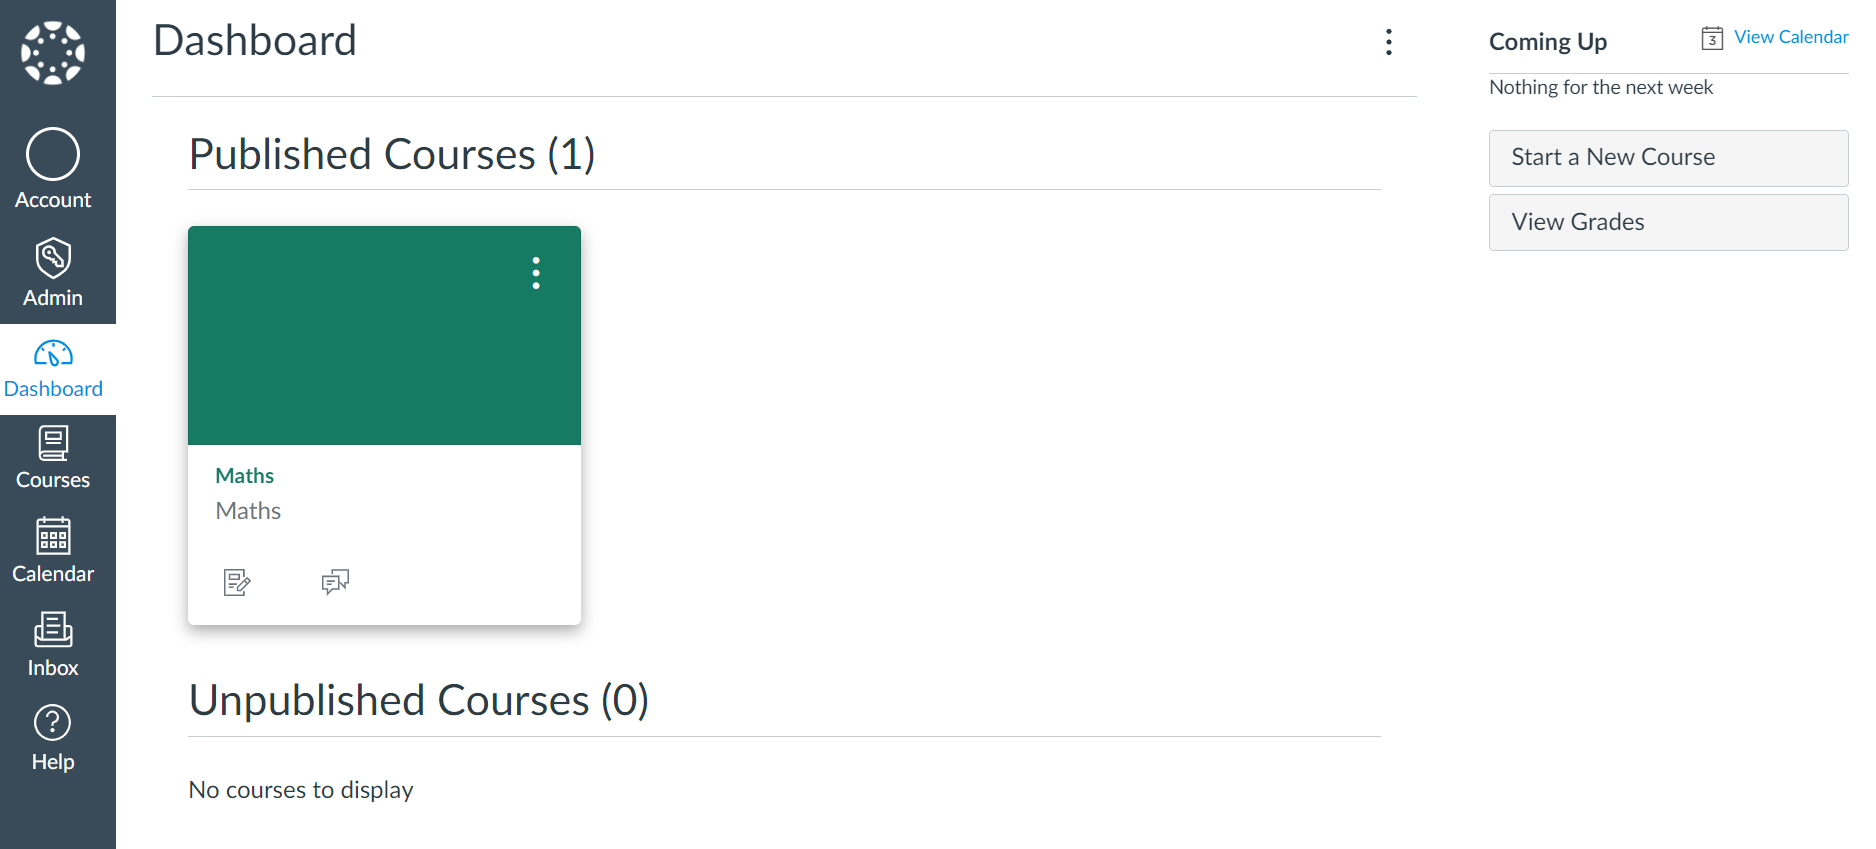 Account
Admin
Dashboard
Courses
Calendar
Inbox
Help
Dashboard
Published Courses (1)
Maths
Maths
Unpublished Courses (0)
No courses to display
Coming Up
3
View Calendar
Nothing for the next week
Start a New Course
View Grades